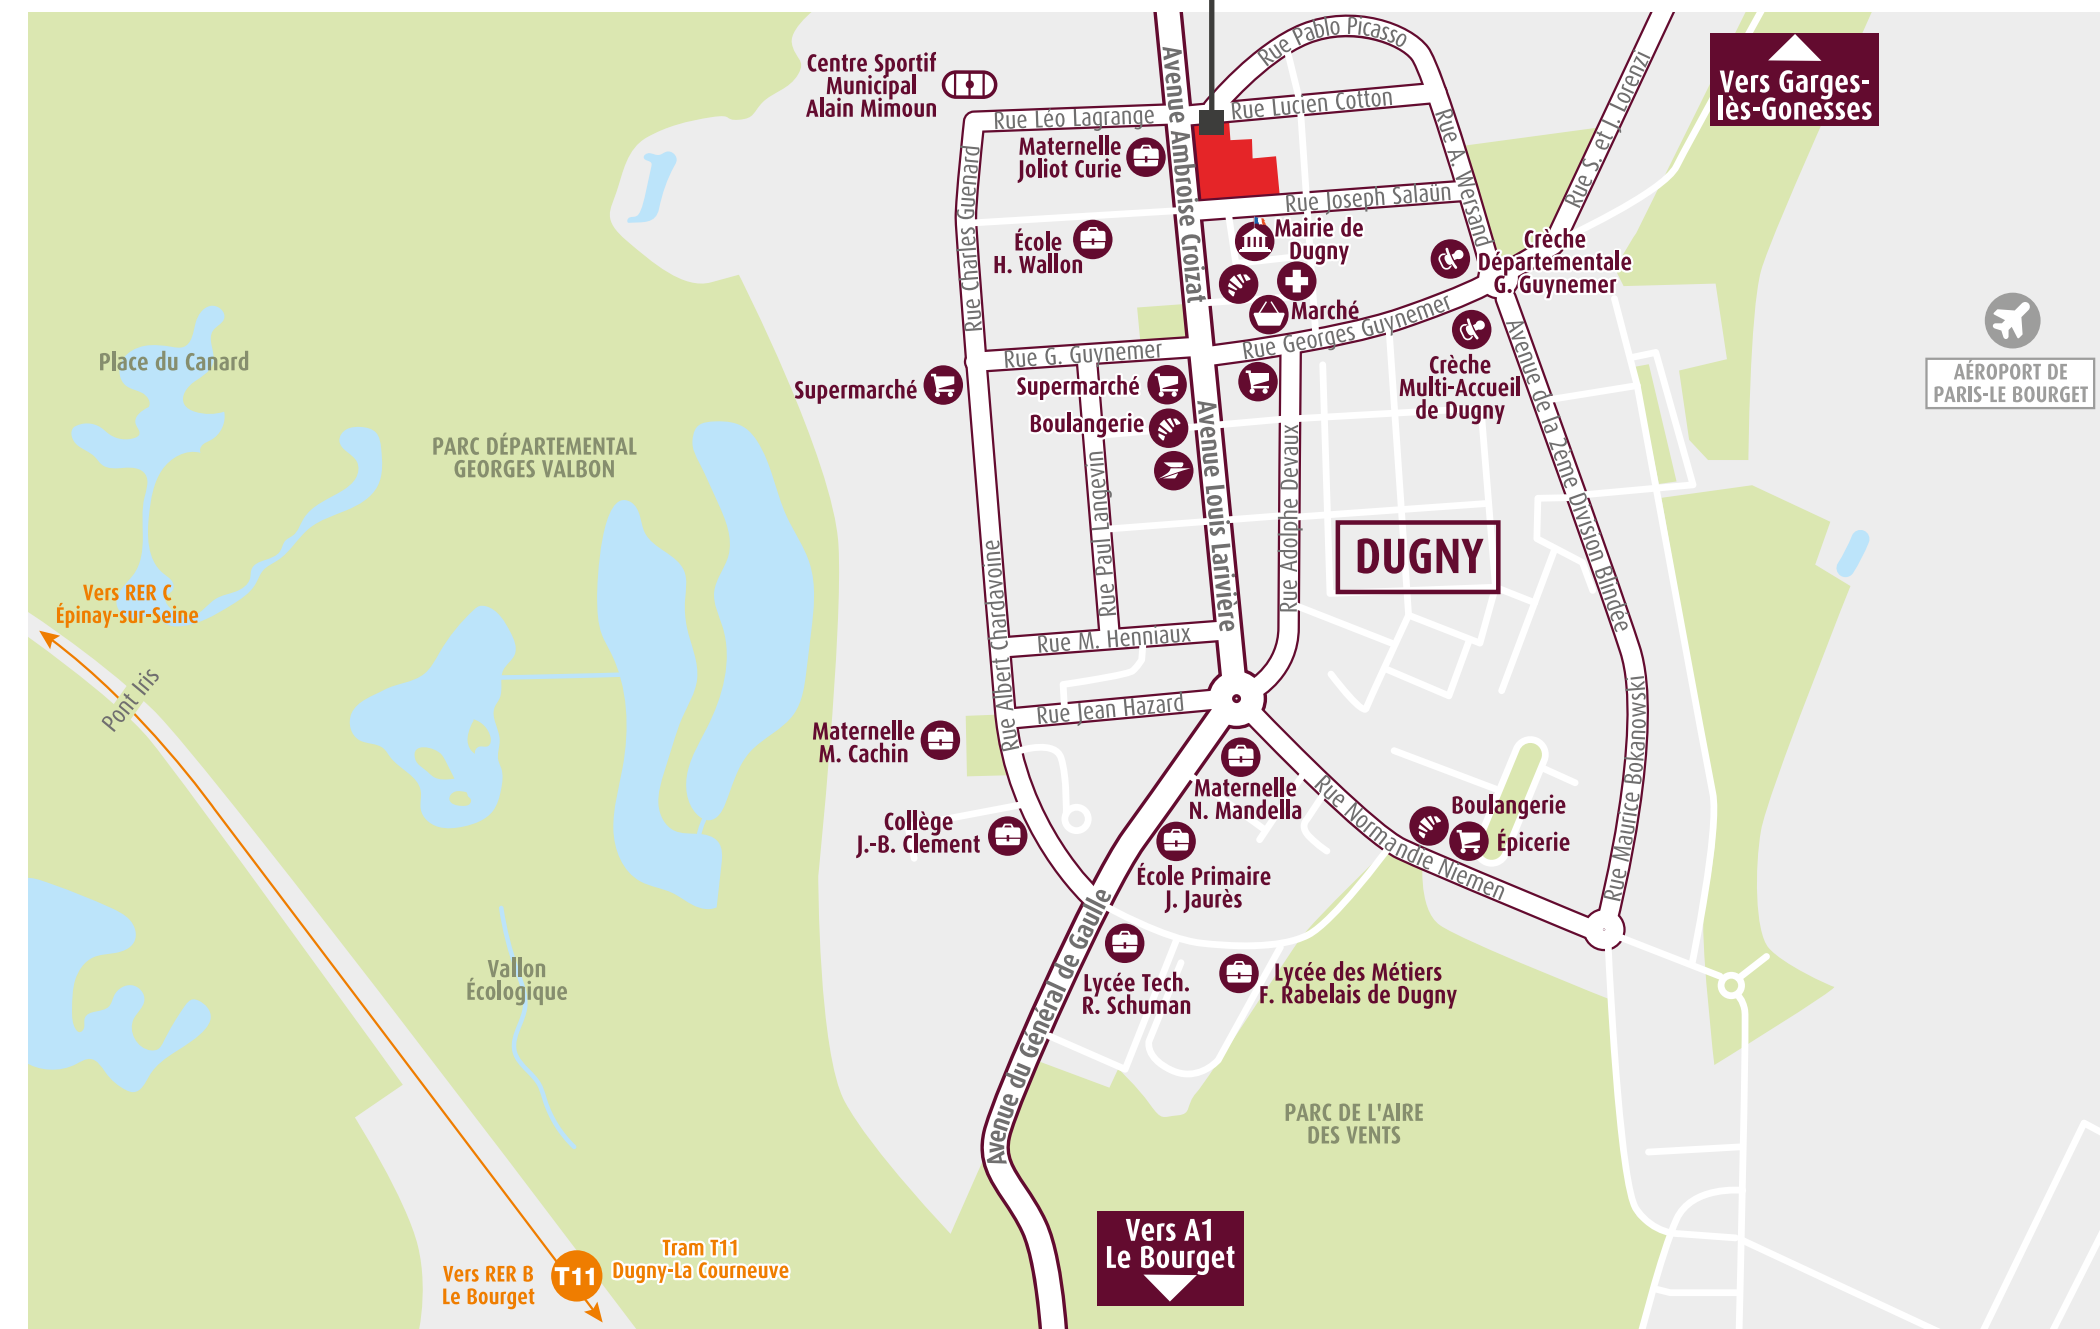 Centre Sportif
Municipal
Alain Mimoun
Avenue Ambroise Croizat
Rue Pablo Picasso
Rue Lucien Cotton
Rue Léo Lagrange
Maternelle
Joliot Curie
Rue A. Wersand
Rue S. et J. Lorenzi
Vers Garges-
lès-Gonesses
Rue Charles Guenard
Rue Joseph Salaün
École
H. Wallon
Mairie de
Dugny
Crèche
Départementale
G. Guynemer
Marché
Rue G. Guynemer
Rue Georges Guynemer
Place du Canard
Supermarché
Supermarché
Boulangerie
Crèche
Multi-Accueil
de Dugny
AÉROPORT DE
PARIS-LE BOURGET
PARC DÉPARTEMENTAL
GEORGES VALBON
Rue Paul Langevin
Avenue Louis Larivière
Rue Adolphe Devaux
Avenue de la 2ème Division Blindée
DUGNY
Vers RER C
Épinay-sur-Seine
Pont Iris
Rue Albert Chardavoine
Rue M. Henniaux
Rue Jean Hazard
Maternelle
M. Cachin
Maternelle
N. Mandella
Rue Normandie Niemen
Boulangerie
Épicerie
Rue Maurice Bokanowski
Collège
J.-B. Clement
École Primaire
J. Jaurès
Avenue du Général de Gaulle
Lycée Tech.
R. Schuman
Lycée des Métiers
F. Rabelais de Dugny
Vallon
Écologique
PARC DE L'AIRE
DES VENTS
Vers A1
Le Bourget
Vers RER B
Le Bourget
T11
Tram T11
Dugny-La Courneuve